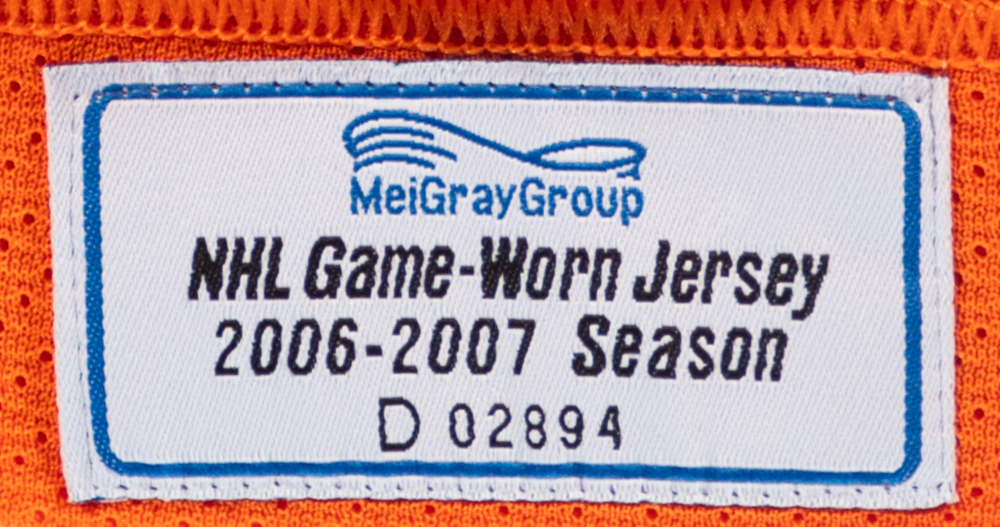 MeiGrayGroup
NHL Game-Worn Jersey
2006-2007 Season
D 02894